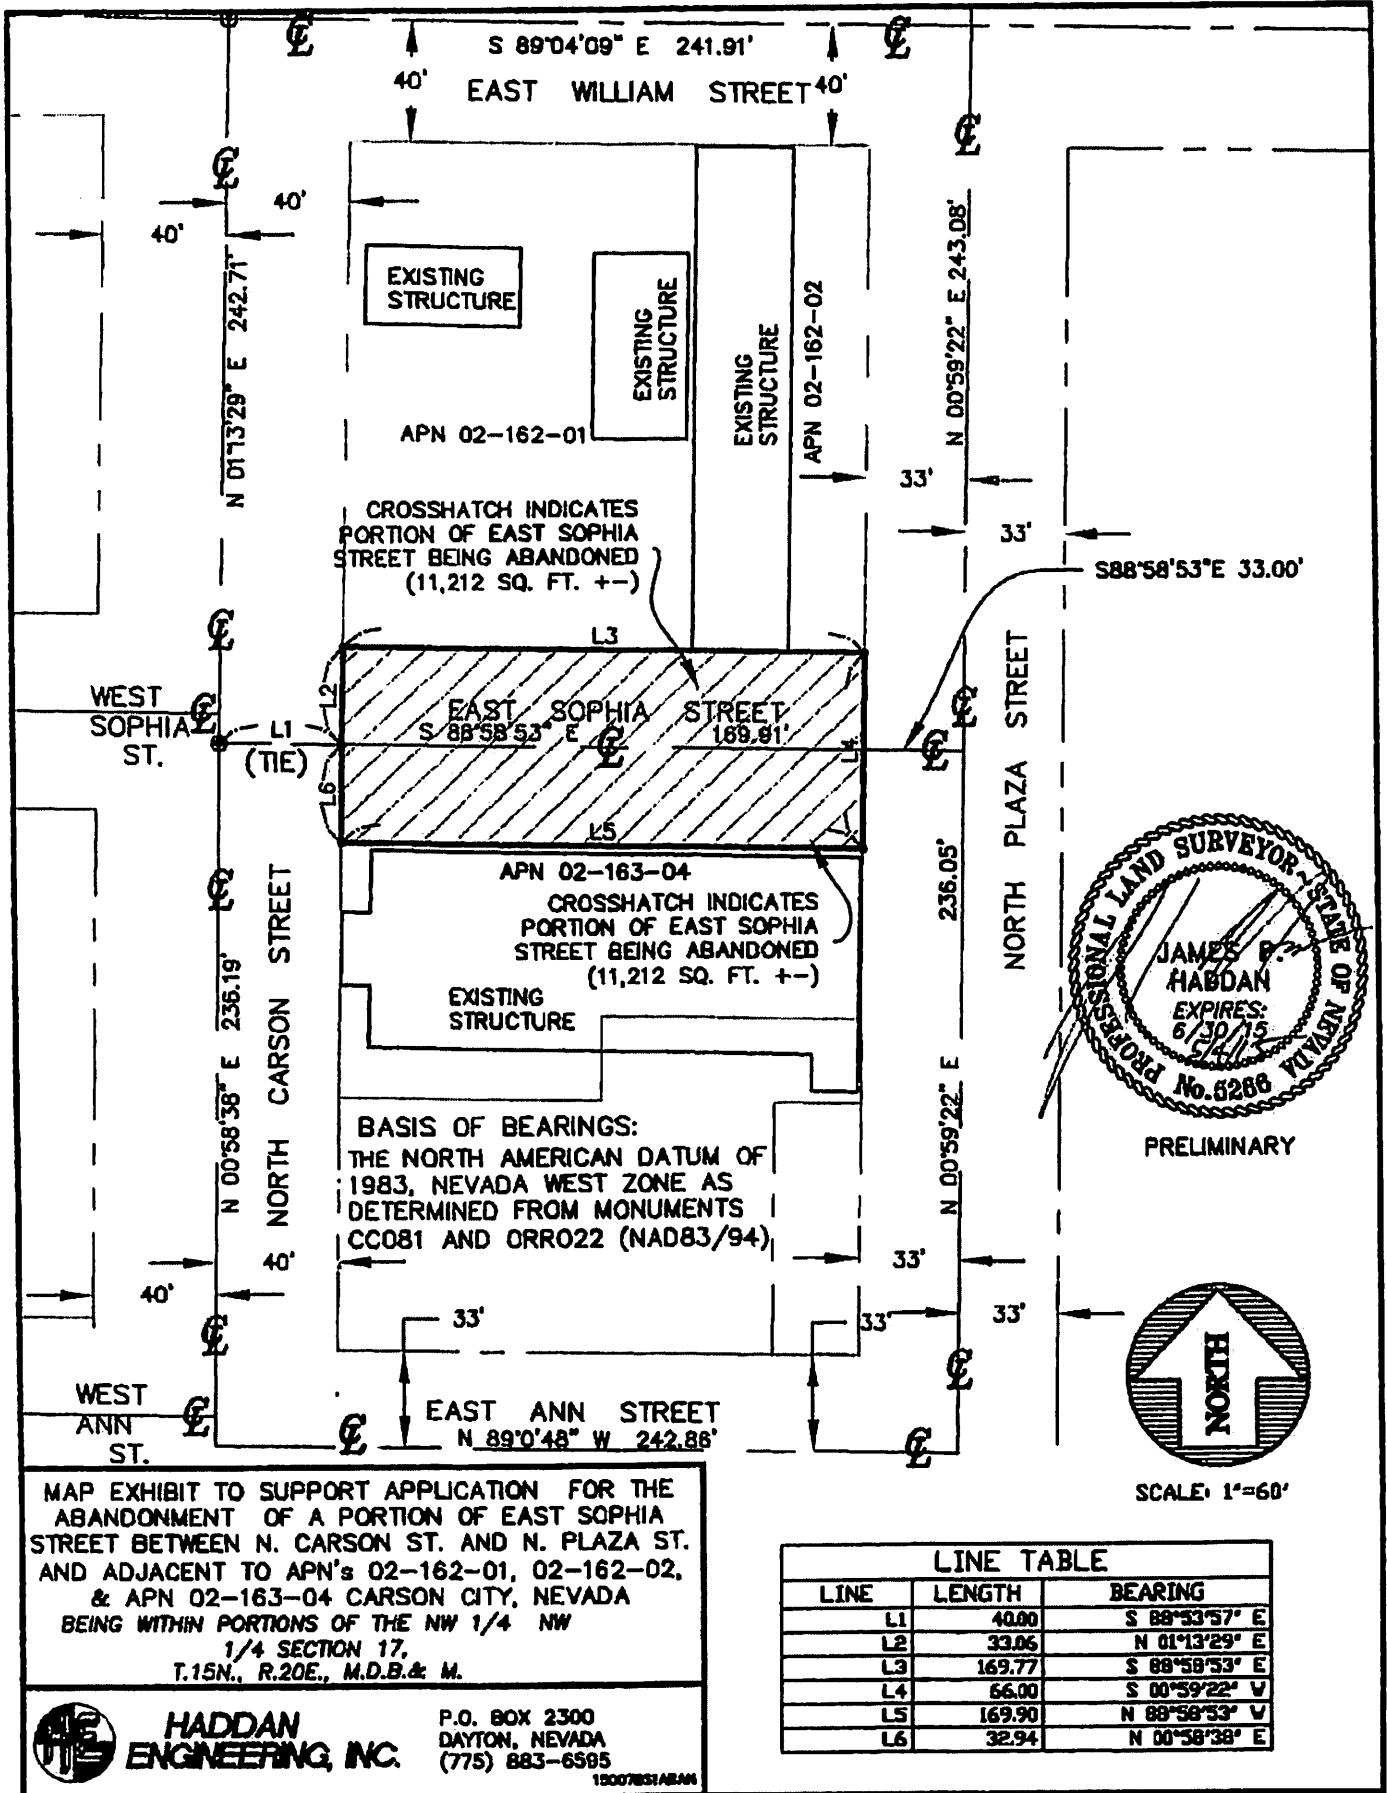 S 89°04'09" E 241.91'
40'
EAST WILLIAM STREET
40'
40'
40'
N 01°13'29" E 242.71'
EXISTING
STRUCTURE
EXISTING
STRUCTURE
EXISTING
STRUCTURE
APN 02-162-02
N 00°59'22" E 243.08'
APN 02-162-01
33'
33'
CROSSHATCH INDICATES
PORTION OF EAST SOPHIA
STREET BEING ABANDONED
(11,212 SQ. FT. +-)
S88°58'53"E 33.00'
L3
L2
WEST
SOPHIA
ST.
L1
(TIE)
EAST SOPHIA STREET
S 88°58'53" E 169.81'
L4
L6
L5
NORTH PLAZA STREET
APN 02-163-04
CROSSHATCH INDICATES
PORTION OF EAST SOPHIA
STREET BEING ABANDONED
(11,212 SQ. FT. +-)
236.05'
N 00°59'22" E
NORTH CARSON STREET
N 00°58'38" E 236.19'
EXISTING
STRUCTURE
PROFESSIONAL LAND SURVEYOR ~ STATE OF NEVADA
JAMES
HADDAN
EXPIRES:
6/30/15
No.5266
PRELIMINARY
BASIS OF BEARINGS:
THE NORTH AMERICAN DATUM OF
1983, NEVADA WEST ZONE AS
DETERMINED FROM MONUMENTS
CC081 AND ORR022 (NAD83/94)
40'
40'
33'
33'
33'
33'
WEST
ANN
ST.
EAST ANN STREET
N 89°0'48" W 242.86'
NORTH
SCALE: 1"=60'
MAP EXHIBIT TO SUPPORT APPLICATION FOR THE
ABANDONMENT OF A PORTION OF EAST SOPHIA
STREET BETWEEN N. CARSON ST. AND N. PLAZA ST.
AND ADJACENT TO APN's 02-162-01, 02-162-02,
& APN 02-163-04 CARSON CITY, NEVADA
BEING WITHIN PORTIONS OF THE NW 1/4 NW
1/4 SECTION 17,
T.15N., R.20E., M.D.B.& M.
HADDAN
ENGINEERING, INC.
P.O. BOX 2300
DAYTON, NEVADA
(775) 883-6595
LINE TABLE
LINE LENGTH BEARING
L1 40.00 S 88°53'57" E
L2 33.06 N 01°13'29" E
L3 169.77 S 88°58'53" E
L4 66.00 S 00°59'22" W
L5 169.90 N 88°58'53" W
L6 32.94 N 00°58'38" E